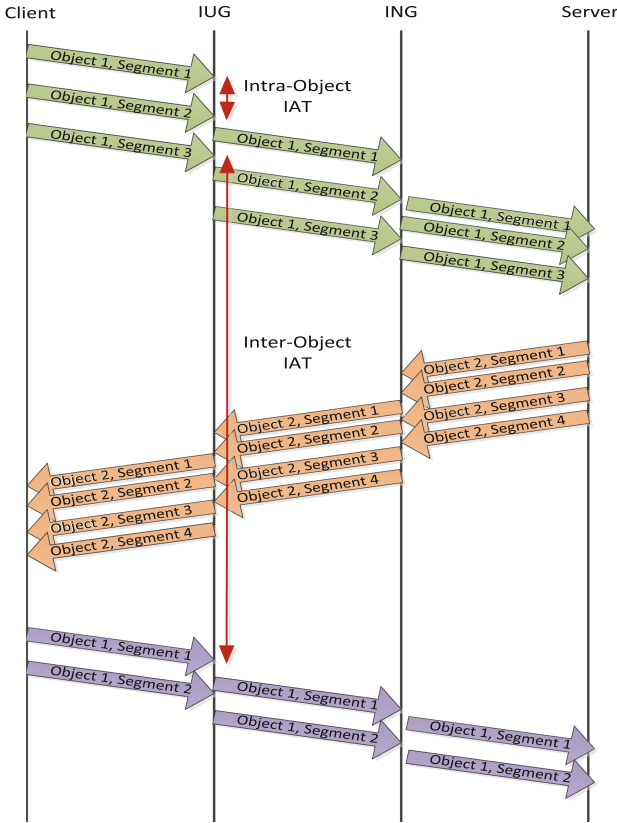 Client
IUG
ING
Server
Object 1, Segment 1
Object 1, Segment 2
Object 1, Segment 3
Intra-Object
IAT
Object 1, Segment 1
Object 1, Segment 2
Object 1, Segment 3
Object 1, Segment 1
Object 1, Segment 2
Object 1, Segment 3
Inter-Object
IAT
Object 2, Segment 1
Object 2, Segment 2
Object 2, Segment 3
Object 2, Segment 4
Object 2, Segment 1
Object 2, Segment 2
Object 2, Segment 3
Object 2, Segment 4
Object 2, Segment 1
Object 2, Segment 2
Object 2, Segment 3
Object 2, Segment 4
Object 1, Segment 1
Object 1, Segment 2
Object 1, Segment 1
Object 1, Segment 2
Object 1, Segment 1
Object 1, Segment 2